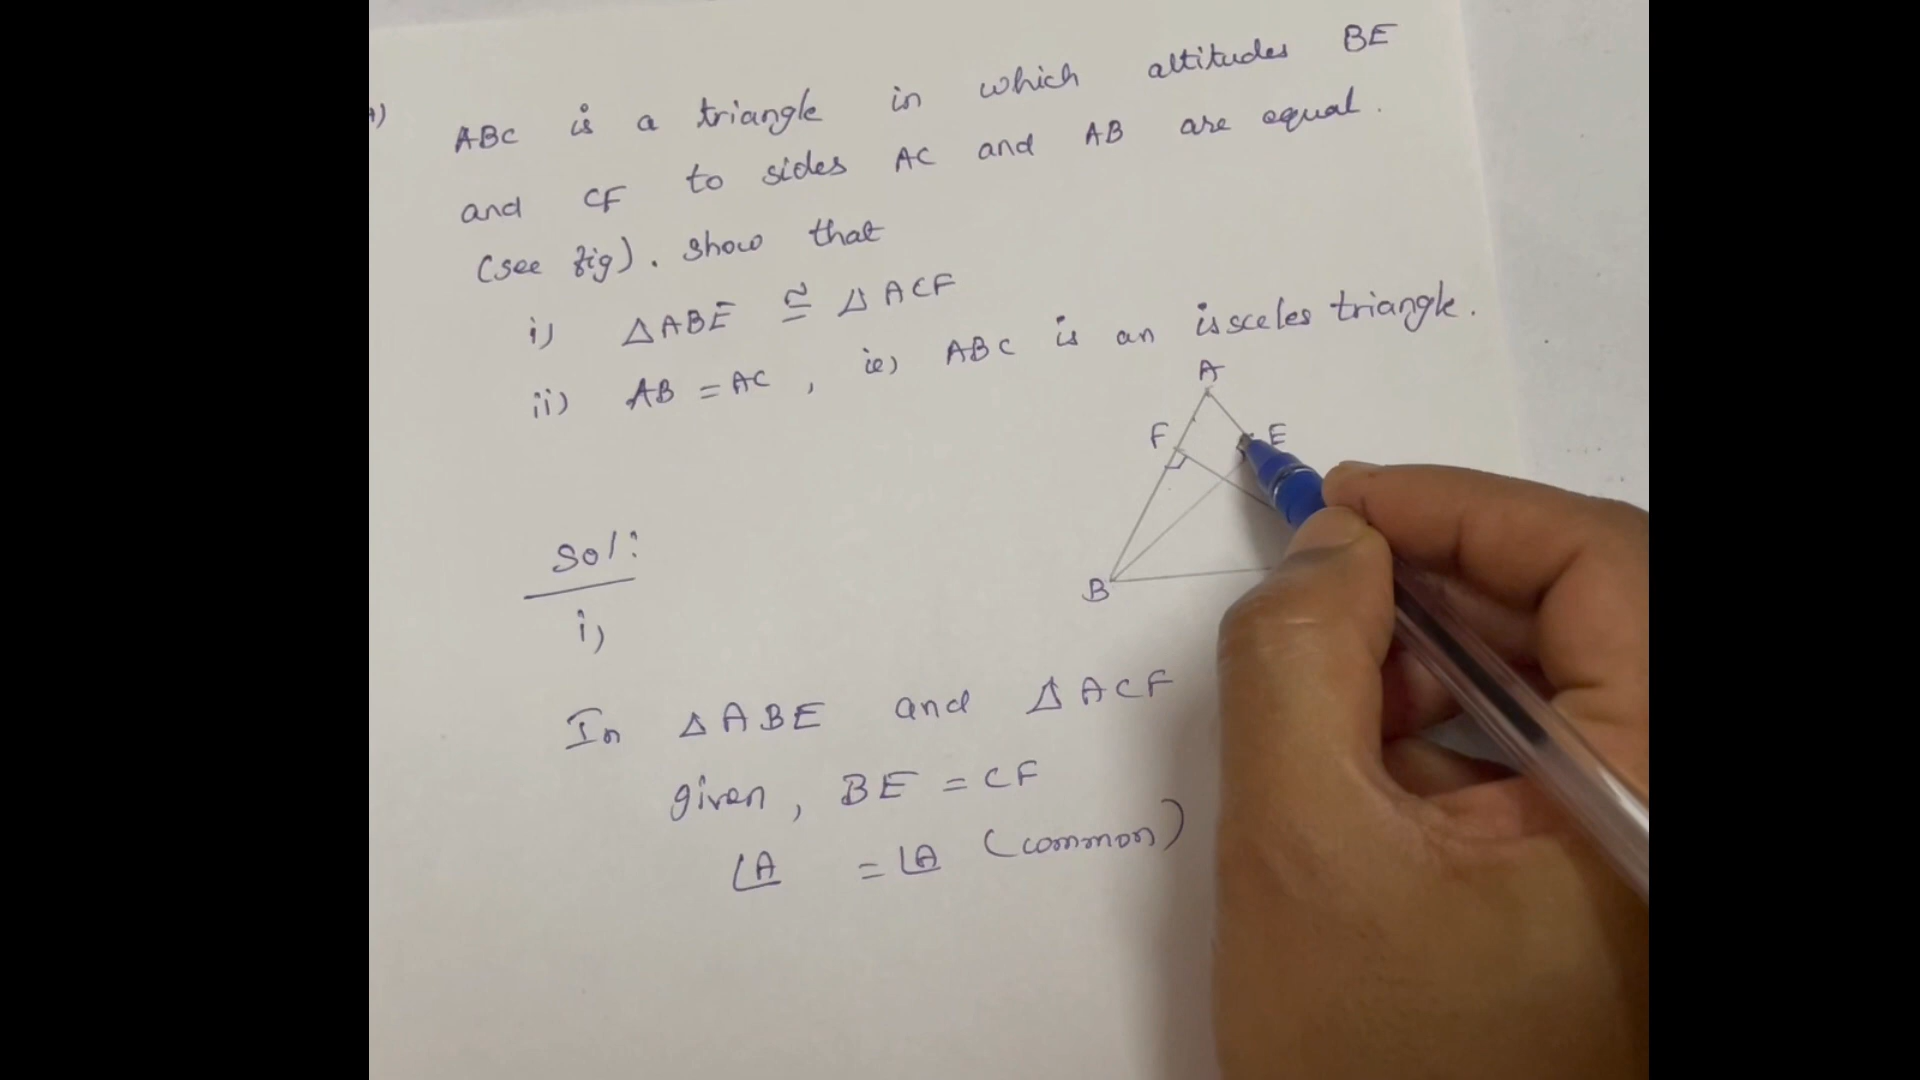 ABC is a triangle in which altitudes BE
and CF to sides AC and AB are equal.
(see fig). Show that
i) △ABE ≅ △ACF
ii) AB = AC, ie) ABC is an issceles triangle.
A
F
E
B
Sol:
i)
In △ABE and △ACF
given, BE = CF
∠A = ∠A (common)